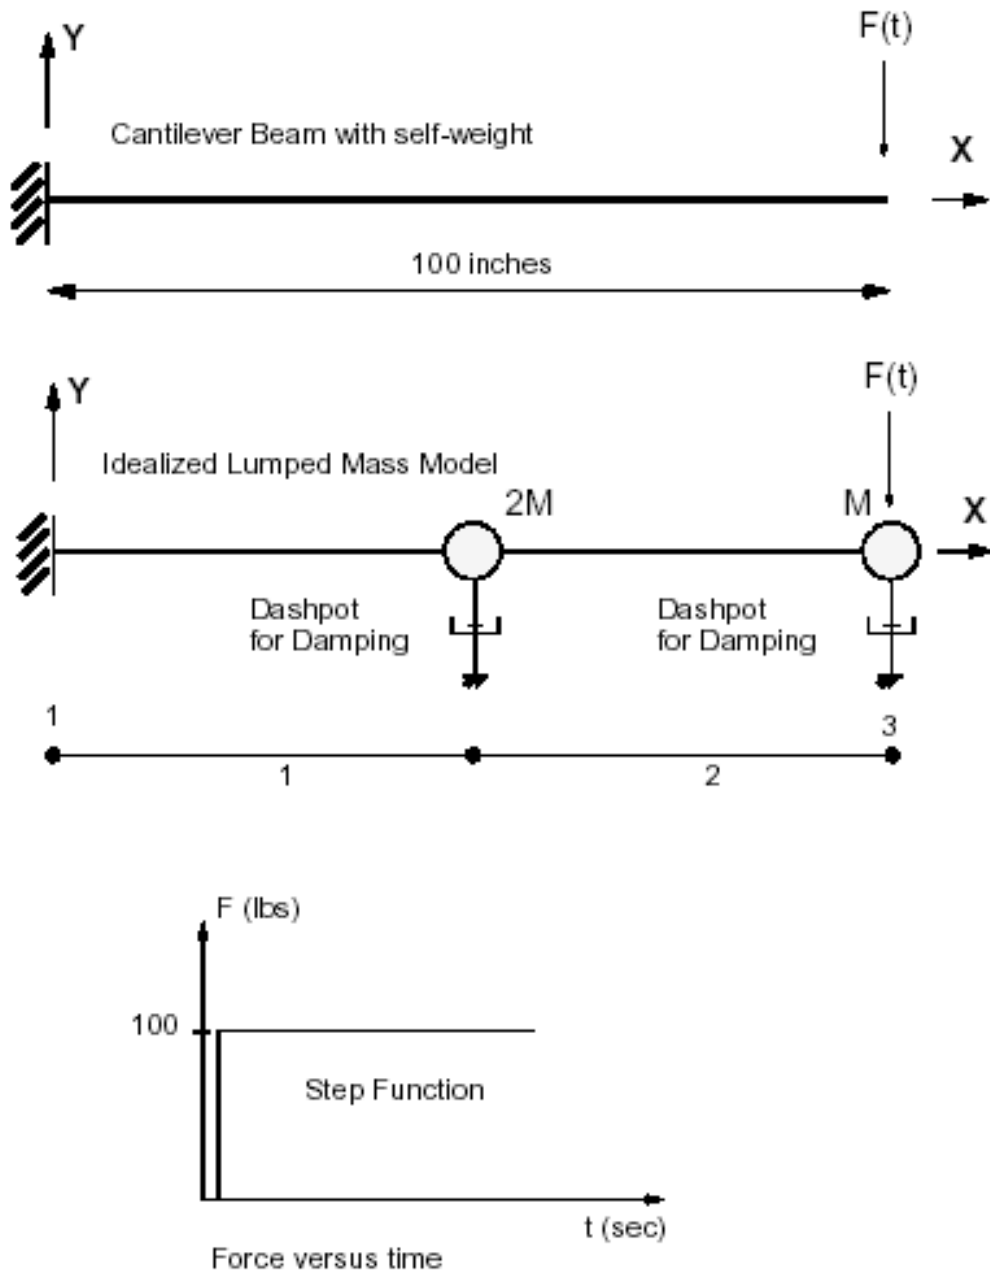 Y
F(t)
Cantilever Beam with self-weight
X
100 inches
Y
F(t)
Idealized Lumped Mass Model
2M
M
X
Dashpot
for Damping
Dashpot
for Damping
1
3
1
2
F (lbs)
100
Step Function
t (sec)
Force versus time